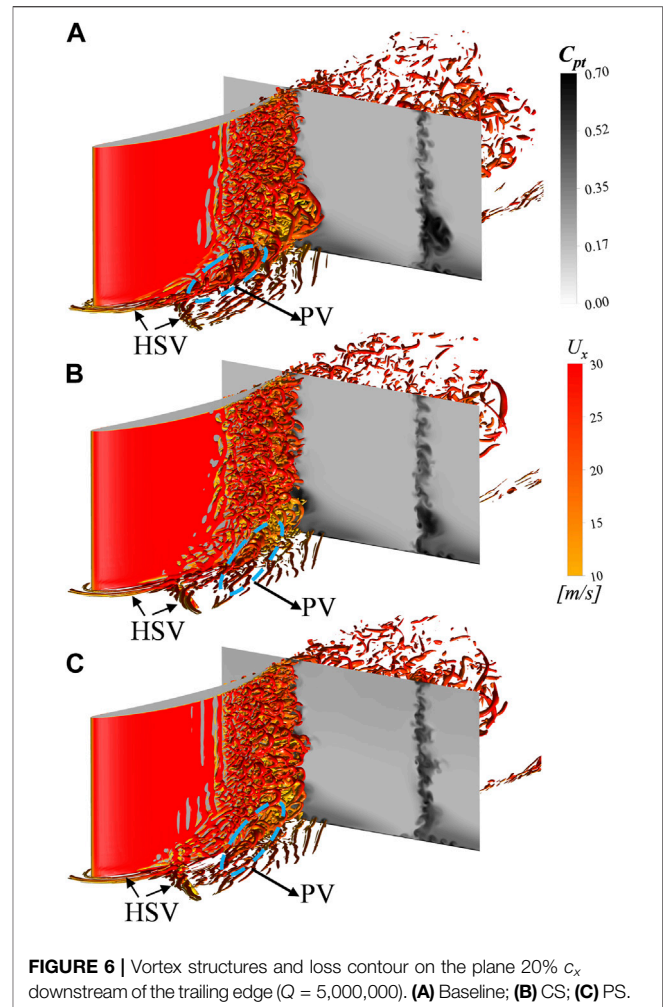 A
C_pt
0.70
0.52
0.35
0.17
0.00
HSV
PV
B
U_x
30
25
20
15
10
[m/s]
HSV
PV
C
HSV
PV
FIGURE 6 | Vortex structures and loss contour on the plane 20% c_x
downstream of the trailing edge (Q = 5,000,000). (A) Baseline; (B) CS; (C) PS.